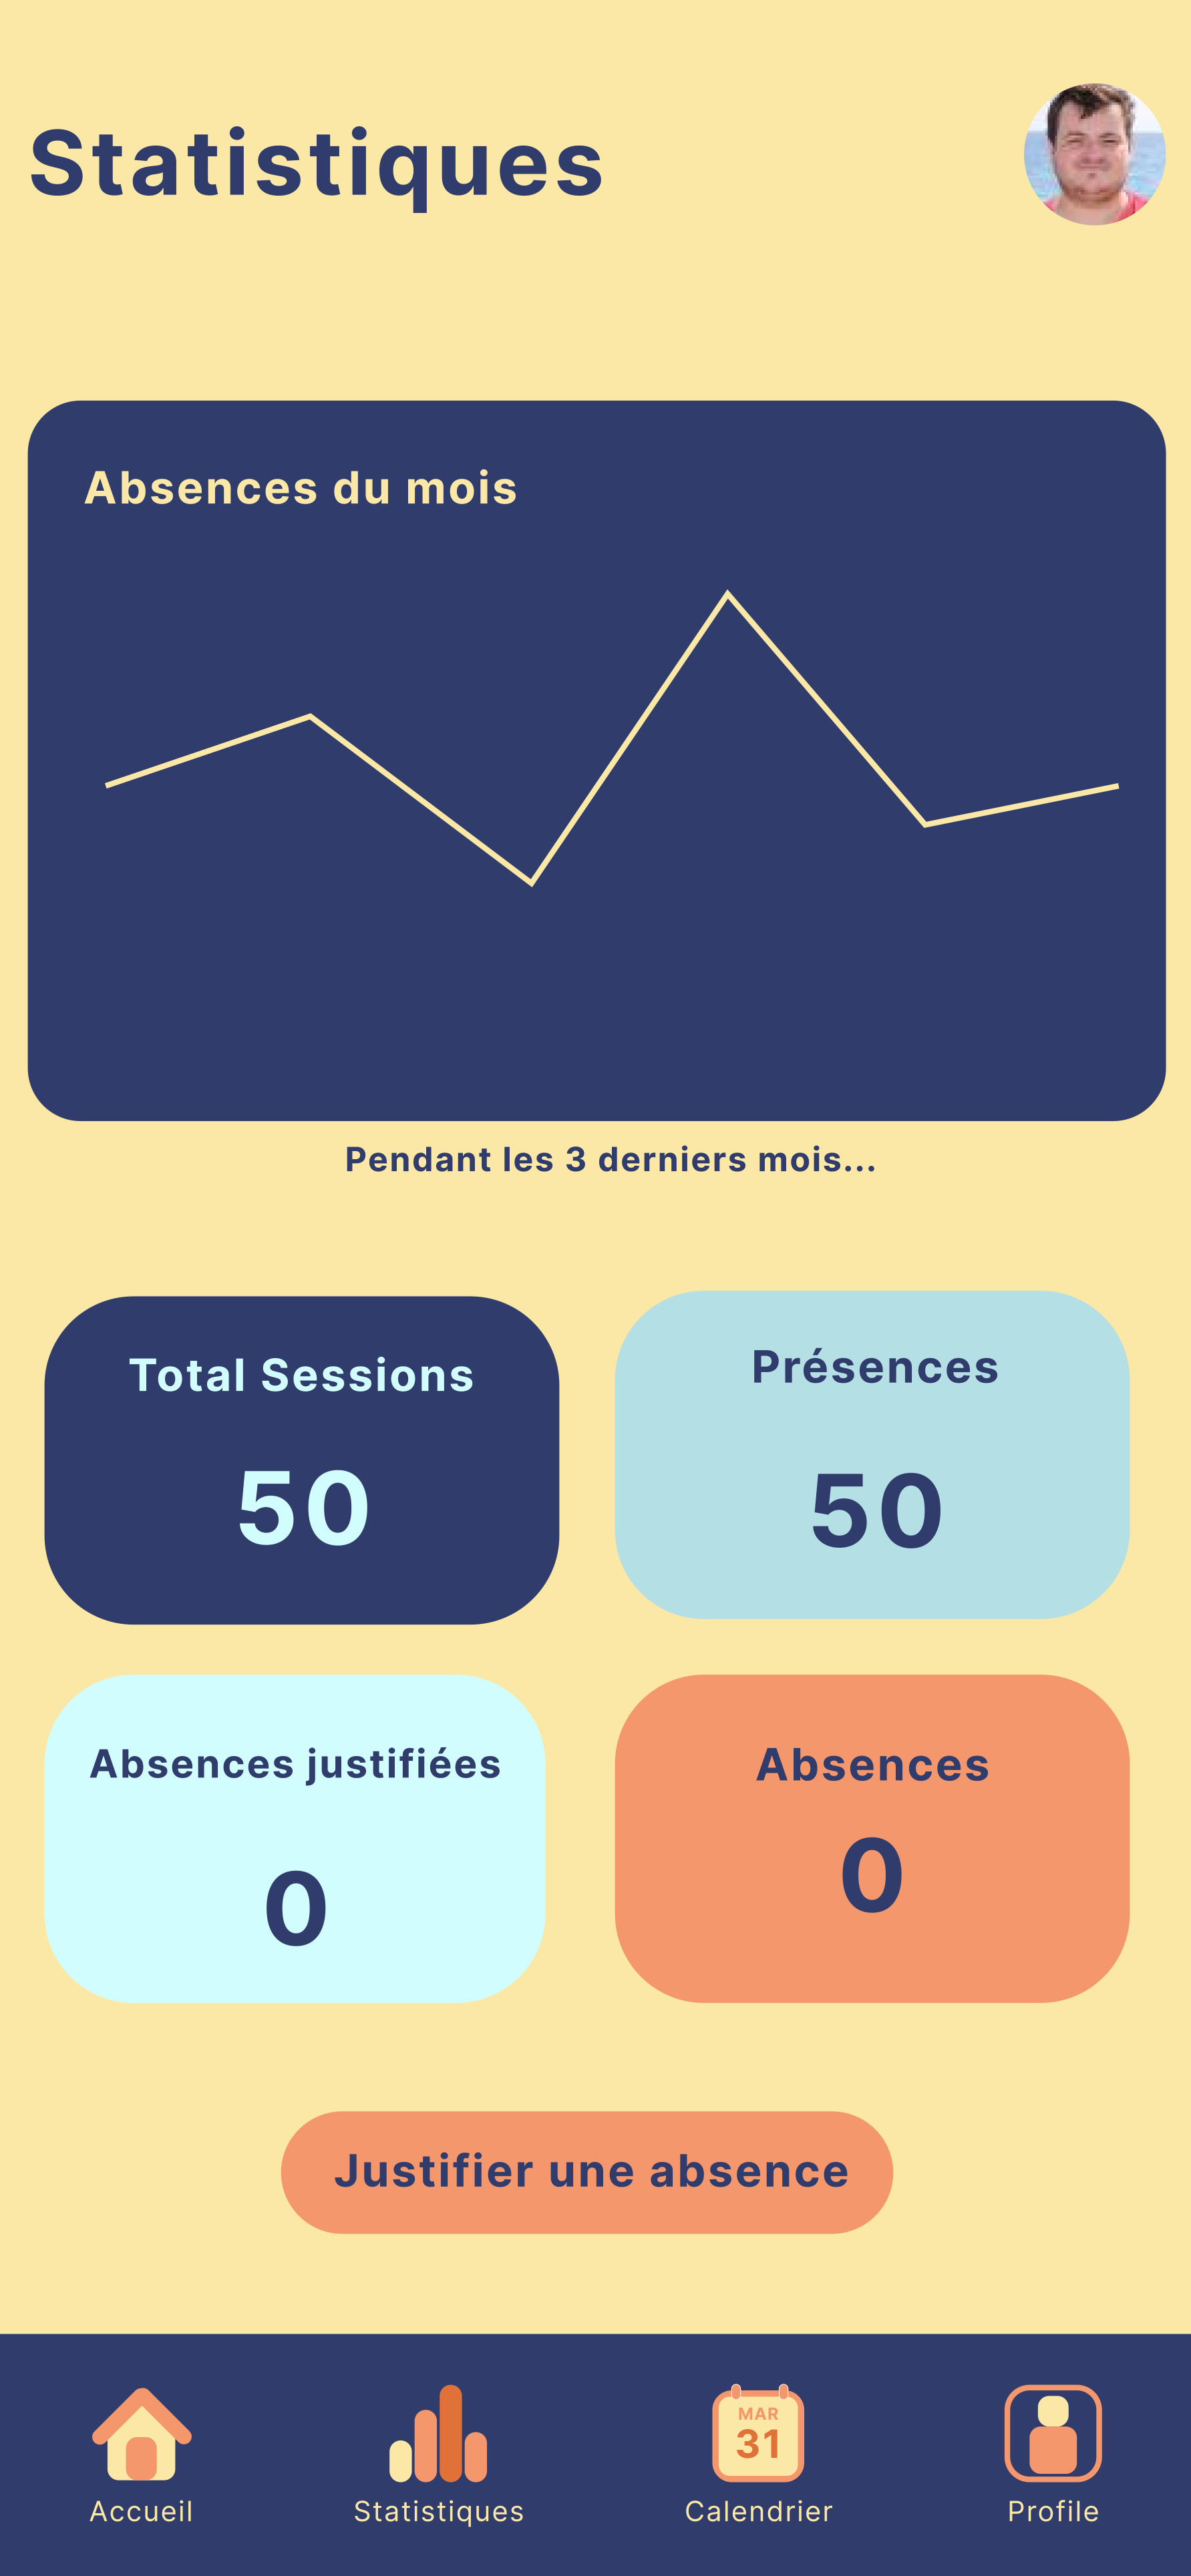 Statistiques
Absences du mois
Pendant les 3 derniers mois...
Total Sessions
50
Présences
50
Absences justifiées
0
Absences
0
Justifier une absence
MAR
31
Accueil
Statistiques
Calendrier
Profile